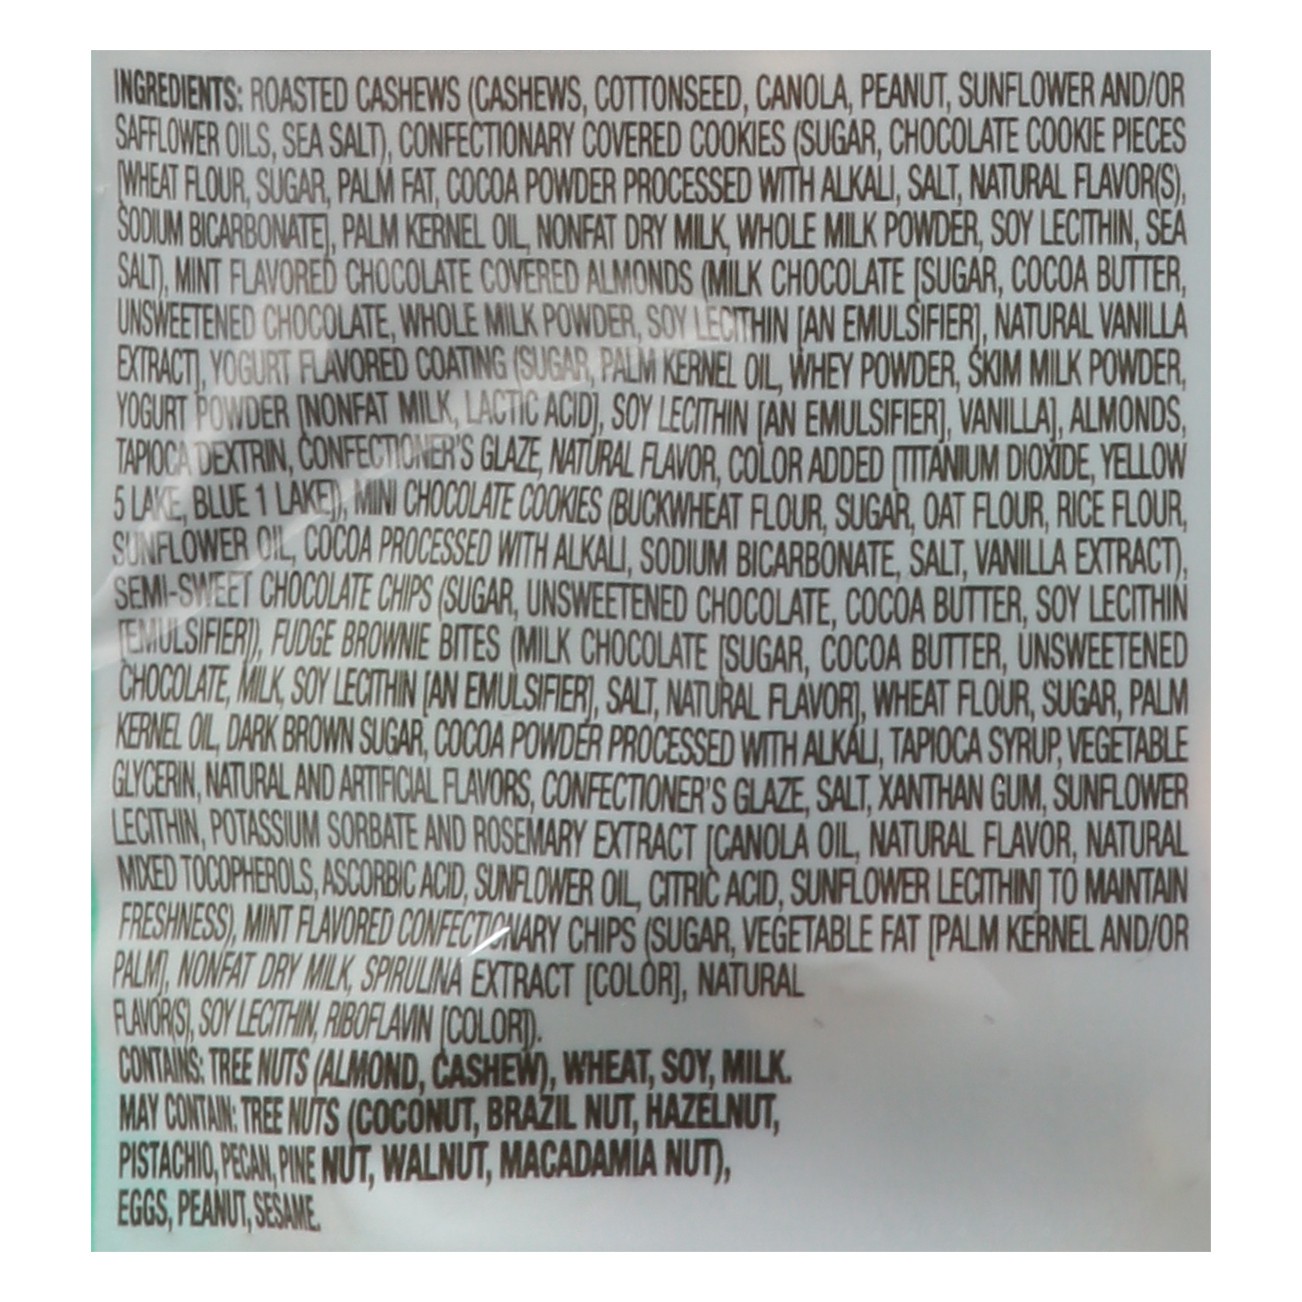 INGREDIENTS: ROASTED CASHEWS (CASHEWS, COTTONSEED, CANOLA, PEANUT, SUNFLOWER AND/OR
SAFFLOWER OILS, SEA SALT), CONFECTIONARY COVERED COOKIES (SUGAR, CHOCOLATE COOKIE PIECES
[WHEAT FLOUR, SUGAR, PALM FAT, COCOA POWDER PROCESSED WITH ALKALI, SALT, NATURAL FLAVOR(S),
SODIUM BICARBONATE], PALM KERNEL OIL, NONFAT DRY MILK, WHOLE MILK POWDER, SOY LECITHIN, SEA
SALT), MINT FLAVORED CHOCOLATE COVERED ALMONDS (MILK CHOCOLATE [SUGAR, COCOA BUTTER,
UNSWEETENED CHOCOLATE, WHOLE MILK POWDER, SOY LECITHIN [AN EMULSIFIER], NATURAL VANILLA
EXTRACT], YOGURT FLAVORED COATING (SUGAR, PALM KERNEL OIL, WHEY POWDER, SKIM MILK POWDER,
YOGURT POWDER [NONFAT MILK, LACTIC ACID], SOY LECITHIN [AN EMULSIFIER], VANILLA], ALMONDS,
TAPIOCA DEXTRIN, CONFECTIONER'S GLAZE, NATURAL FLAVOR, COLOR ADDED [TITANIUM DIOXIDE, YELLOW
5 LAKE, BLUE 1 LAKE]), MINI CHOCOLATE COOKIES (BUCKWHEAT FLOUR, SUGAR, OAT FLOUR, RICE FLOUR,
SUNFLOWER OIL, COCOA PROCESSED WITH ALKALI, SODIUM BICARBONATE, SALT, VANILLA EXTRACT),
SEMI-SWEET CHOCOLATE CHIPS (SUGAR, UNSWEETENED CHOCOLATE, COCOA BUTTER, SOY LECITHIN
[EMULSIFIER]), FUDGE BROWNIE BITES (MILK CHOCOLATE [SUGAR, COCOA BUTTER, UNSWEETENED
CHOCOLATE, MILK, SOY LECITHIN [AN EMULSIFIER], SALT, NATURAL FLAVOR], WHEAT FLOUR, SUGAR, PALM
KERNEL OIL, DARK BROWN SUGAR, COCOA POWDER PROCESSED WITH ALKALI, TAPIOCA SYRUP, VEGETABLE
GLYCERIN, NATURAL AND ARTIFICIAL FLAVORS, CONFECTIONER'S GLAZE, SALT, XANTHAN GUM, SUNFLOWER
LECITHIN, POTASSIUM SORBATE AND ROSEMARY EXTRACT [CANOLA OIL, NATURAL FLAVOR, NATURAL
MIXED TOCOPHEROLS, ASCORBIC ACID, SUNFLOWER OIL, CITRIC ACID, SUNFLOWER LECITHIN] TO MAINTAIN
FRESHNESS), MINT FLAVORED CONFECTIONARY CHIPS (SUGAR, VEGETABLE FAT [PALM KERNEL AND/OR
PALM], NONFAT DRY MILK, SPIRULINA EXTRACT [COLOR], NATURAL
FLAVOR(S), SOY LECITHIN, RIBOFLAVIN [COLOR]).
CONTAINS: TREE NUTS (ALMOND, CASHEW), WHEAT, SOY, MILK.
MAY CONTAIN: TREE NUTS (COCONUT, BRAZIL NUT, HAZELNUT,
PISTACHIO, PECAN, PINE NUT, WALNUT, MACADAMIA NUT),
EGGS, PEANUT, SESAME.